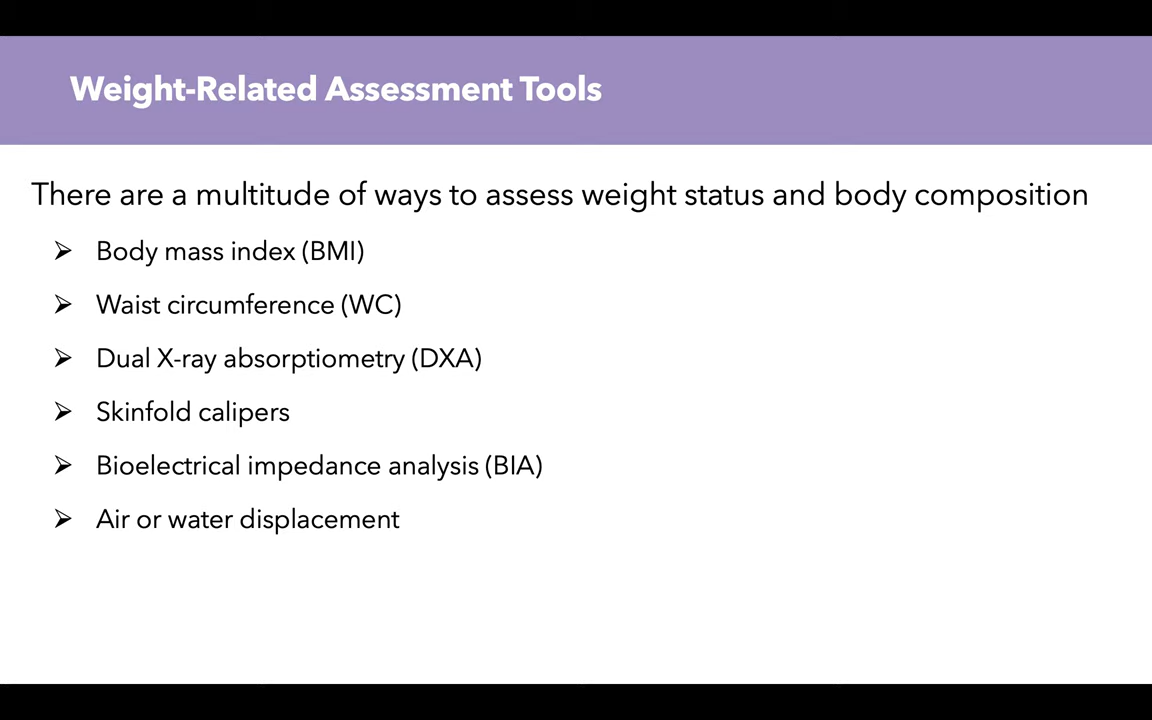 Weight-Related Assessment Tools
There are a multitude of ways to assess weight status and body composition
➢ Body mass index (BMI)
➢ Waist circumference (WC)
➢ Dual X-ray absorptiometry (DXA)
➢ Skinfold calipers
➢ Bioelectrical impedance analysis (BIA)
➢ Air or water displacement